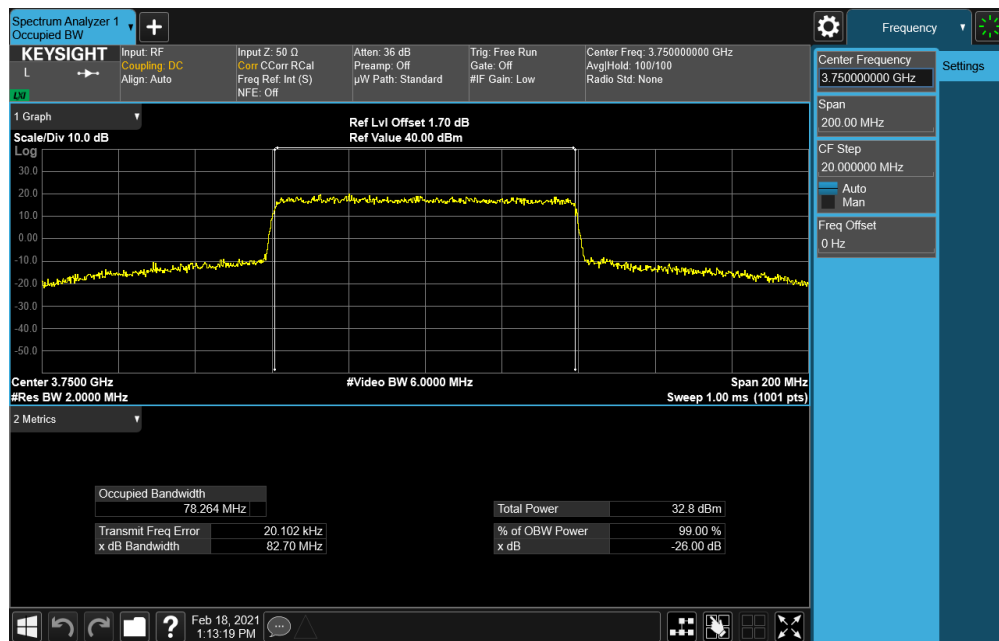 Spectrum Analyzer 1
Occupied BW
Frequency
KEYSIGHT
L
LXI
Input: RF
Coupling: DC
Align: Auto
Input Z: 50 Ω
Corr CCorr RCal
Freq Ref: Int (S)
NFE: Off
Atten: 36 dB
Preamp: Off
µW Path: Standard
Trig: Free Run
Gate: Off
#IF Gain: Low
Center Freq: 3.750000000 GHz
Avg|Hold: 100/100
Radio Std: None
Center Frequency
3.750000000 GHz
Settings
Span
200.00 MHz
CF Step
20.000000 MHz
Auto
Man
Freq Offset
0 Hz
1 Graph
Scale/Div 10.0 dB
Ref Lvl Offset 1.70 dB
Ref Value 40.00 dBm
Log
30.0
20.0
10.0
0.00
-10.0
-20.0
-30.0
-40.0
-50.0
Center 3.7500 GHz
#Res BW 2.0000 MHz
#Video BW 6.0000 MHz
Span 200 MHz
Sweep 1.00 ms (1001 pts)
2 Metrics
Occupied Bandwidth
78.264 MHz
Transmit Freq Error 20.102 kHz
x dB Bandwidth 82.70 MHz
Total Power 32.8 dBm
% of OBW Power 99.00 %
x dB -26.00 dB
Feb 18, 2021
1:13:19 PM